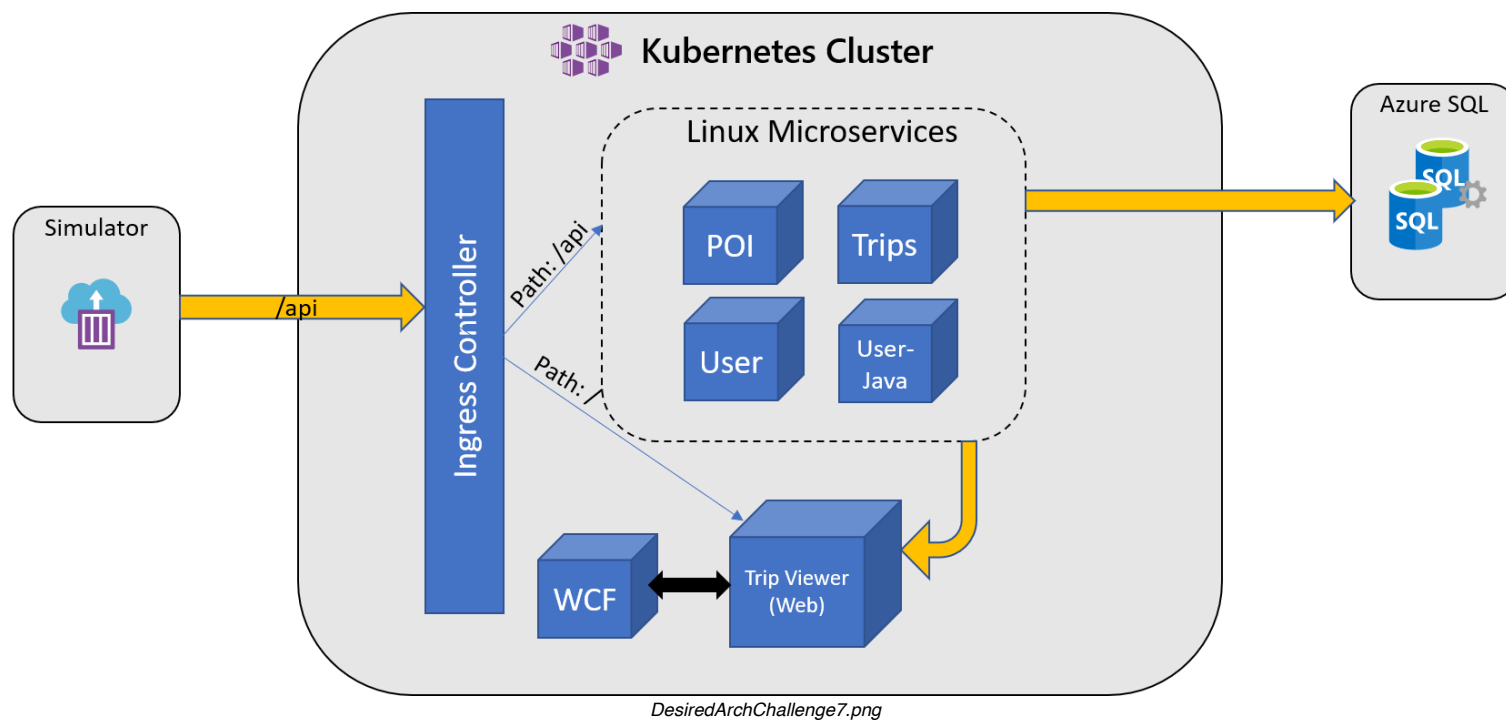 Kubernetes Cluster
Azure SQL
SQL
SQL
Linux Microservices
Simulator
/api
Ingress Controller
Path: /api
Path: /
POI
Trips
User
User-
Java
WCF
Trip Viewer
(Web)
DesiredArchChallenge7.png